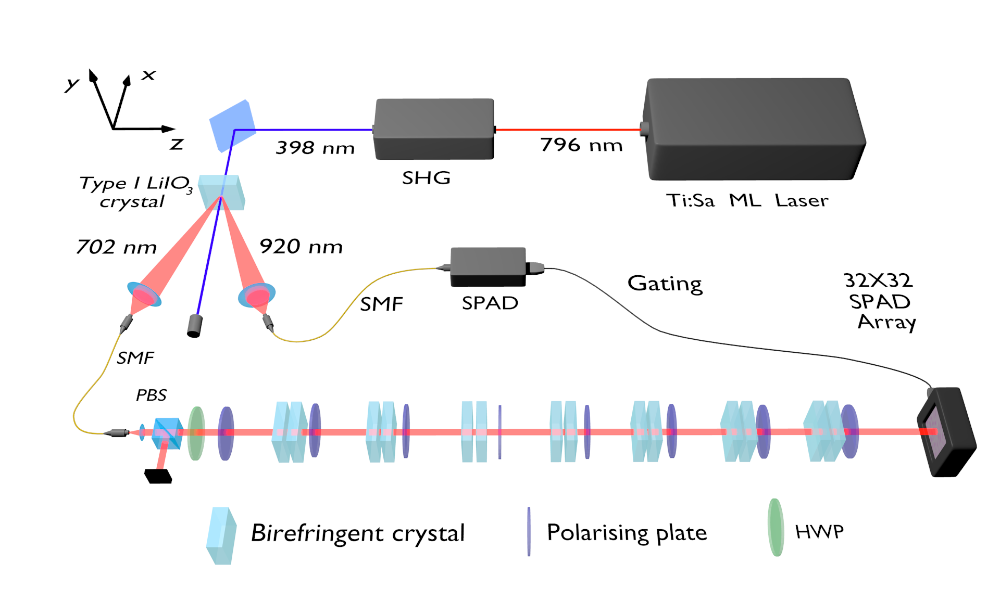 y
x
z
398 nm
796 nm
SHG
Type I LiIO₃
crystal
Ti:Sa ML Laser
702 nm
920 nm
Gating
32X32
SPAD
Array
SMF
SPAD
SMF
PBS
Birefringent crystal
Polarising plate
HWP